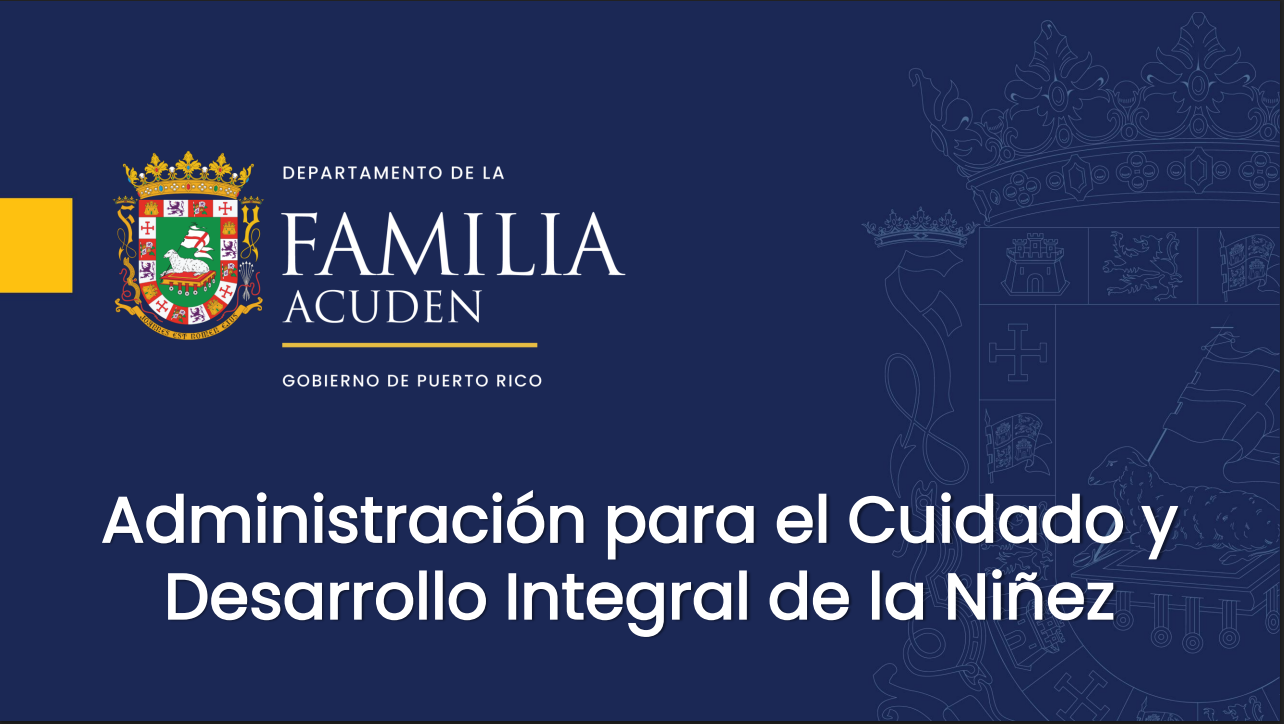 DEPARTAMENTO DE LA
FAMILIA
ACUDEN
GOBIERNO DE PUERTO RICO
Administración para el Cuidado y
Desarrollo Integral de la Niñez